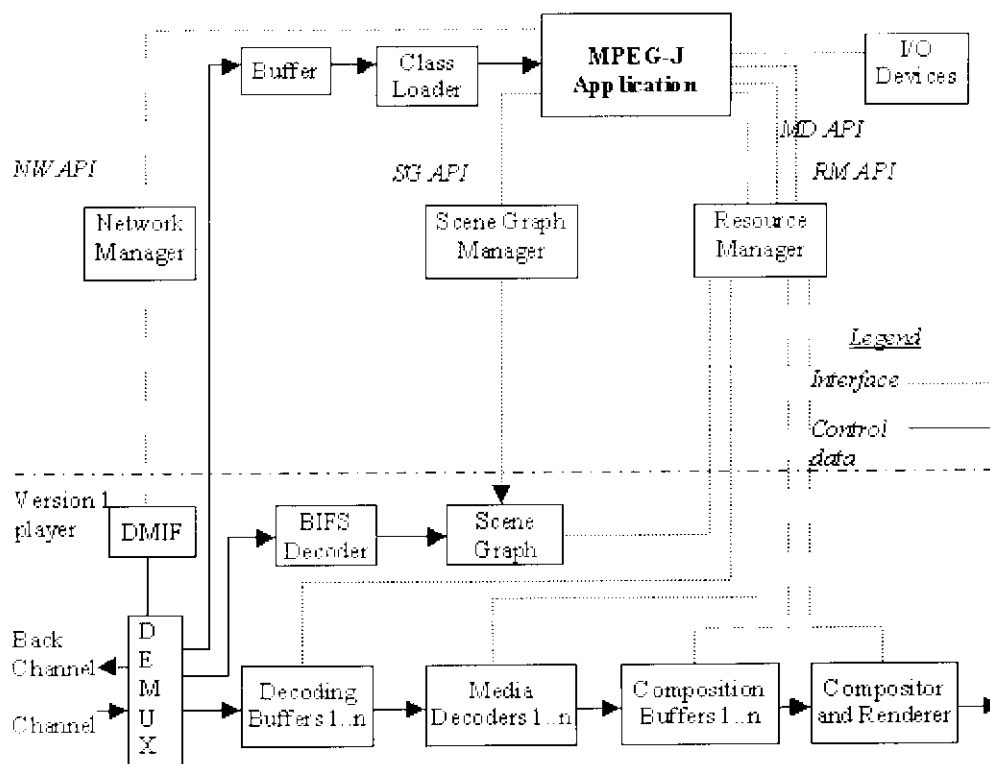 MPEG-J
Application
I/O
Devices
Buffer
Class
Loader
MD API
NW API
SG API
RM API
Network
Manager
Scene Graph
Manager
Resource
Manager
Legend
Interface
Control
data
Version 1
player
DMIF
BIFS
Decoder
Scene
Graph
Back
Channel
Channel
D
E
M
U
X
Decoding
Buffers 1..n
Media
Decoders 1..n
Composition
Buffers 1..n
Compositor
and Renderer